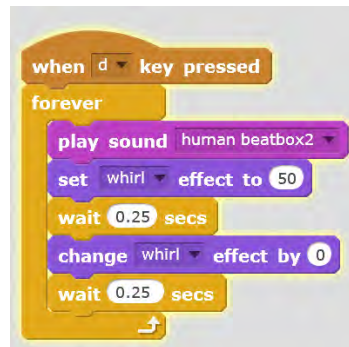 when d key pressed
forever
play sound human beatbox2
set whirl effect to 50
wait 0.25 secs
change whirl effect by 0
wait 0.25 secs